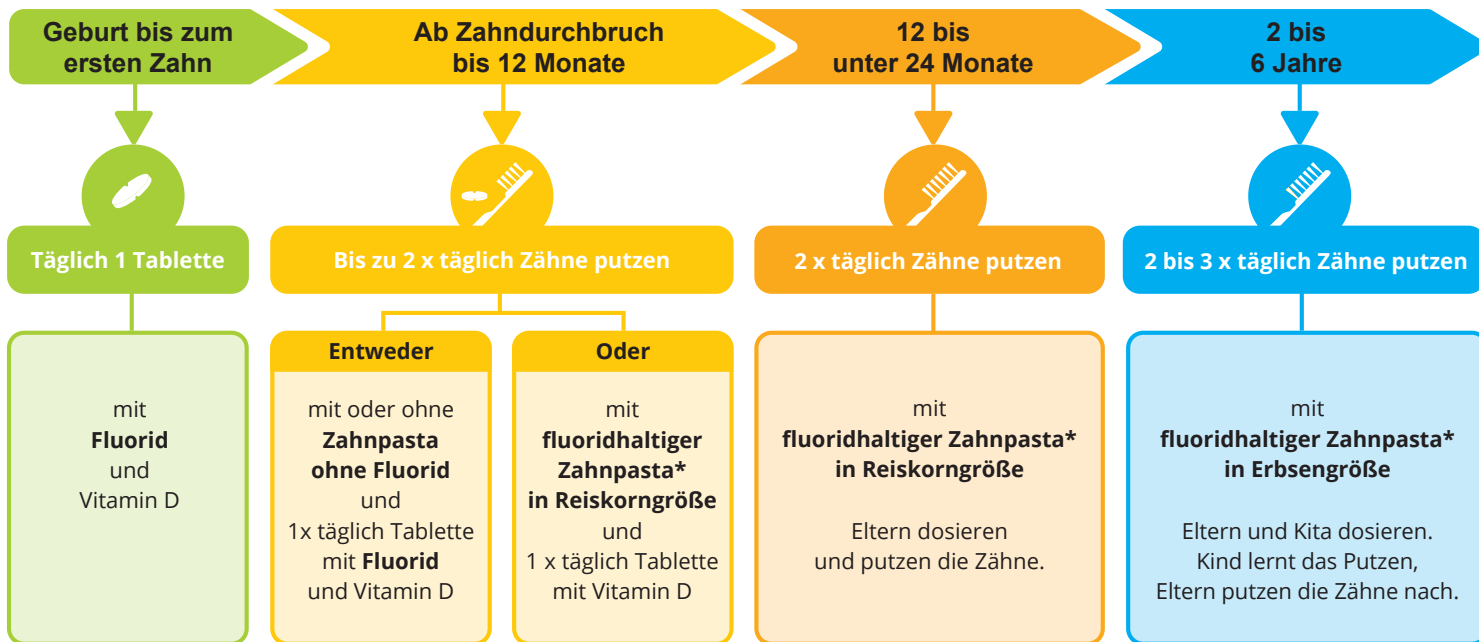 Geburt bis zum
ersten Zahn
Ab Zahndurchbruch
bis 12 Monate
12 bis
unter 24 Monate
2 bis
6 Jahre
Täglich 1 Tablette
Bis zu 2 x täglich Zähne putzen
2 x täglich Zähne putzen
2 bis 3 x täglich Zähne putzen
mit
Fluorid
und
Vitamin D
Entweder
mit oder ohne
Zahnpasta
ohne Fluorid
und
1x täglich Tablette
mit Fluorid
und Vitamin D
Oder
mit
fluoridhaltiger
Zahnpasta*
in Reiskorngröße
und
1 x täglich Tablette
mit Vitamin D
mit
fluoridhaltiger Zahnpasta*
in Reiskorngröße
Eltern dosieren
und putzen die Zähne.
mit
fluoridhaltiger Zahnpasta*
in Erbsengröße
Eltern und Kita dosieren.
Kind lernt das Putzen,
Eltern putzen die Zähne nach.